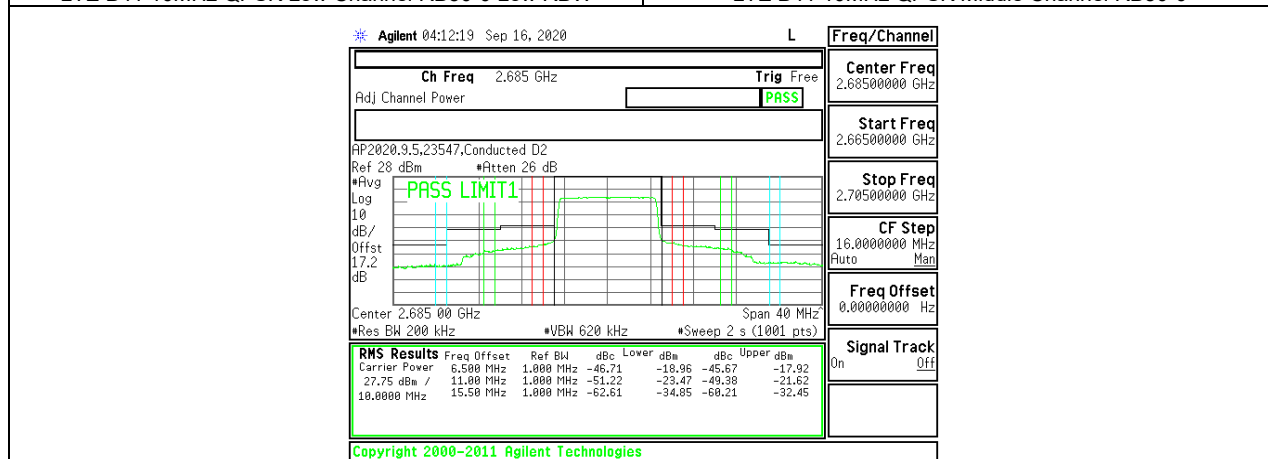 Agilent 04:12:19 Sep 16, 2020 L
Freq/Channel
Ch Freq 2.685 GHz Trig Free
Adj Channel Power PASS
AP2020.9.5,23547,Conducted D2
Ref 28 dBm #Atten 26 dB
#Avg
Log
10
dB/
Offst
17.2
dB
PASS LIMIT1
Center 2.685 00 GHz Span 40 MHz^
#Res BW 200 kHz #VBW 620 kHz #Sweep 2 s (1001 pts)
RMS Results Freq Offset Ref BW dBc Lower dBm dBc Upper dBm
Carrier Power 6.500 MHz 1.000 MHz -46.71 -18.96 -45.67 -17.92
27.75 dBm / 11.00 MHz 1.000 MHz -51.22 -23.47 -49.38 -21.62
10.0000 MHz 15.50 MHz 1.000 MHz -62.61 -34.85 -60.21 -32.45
Copyright 2000-2011 Agilent Technologies
Center Freq
2.68500000 GHz
Start Freq
2.66500000 GHz
Stop Freq
2.70500000 GHz
CF Step
16.0000000 MHz
Auto Man
Freq Offset
0.00000000 Hz
Signal Track
On Off